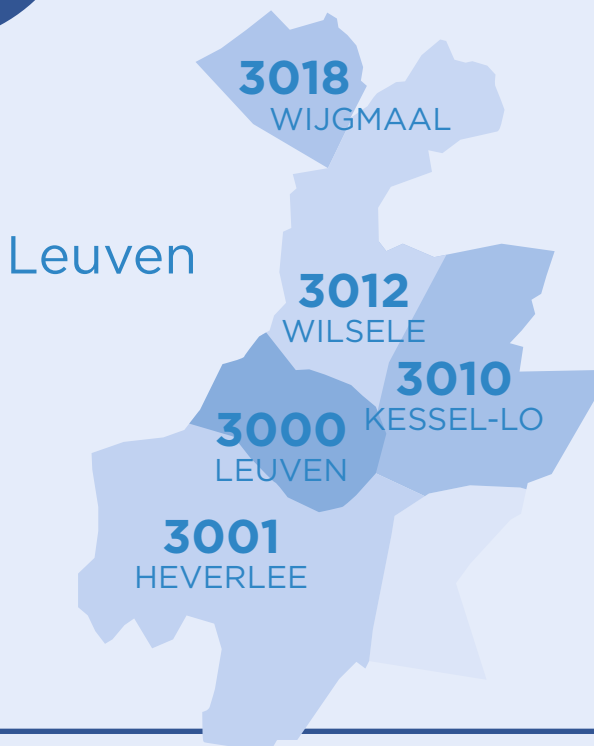 3018
WIJGMAAL
Leuven
3012
WILSELE
3010
KESSEL-LO
3000
LEUVEN
3001
HEVERLEE